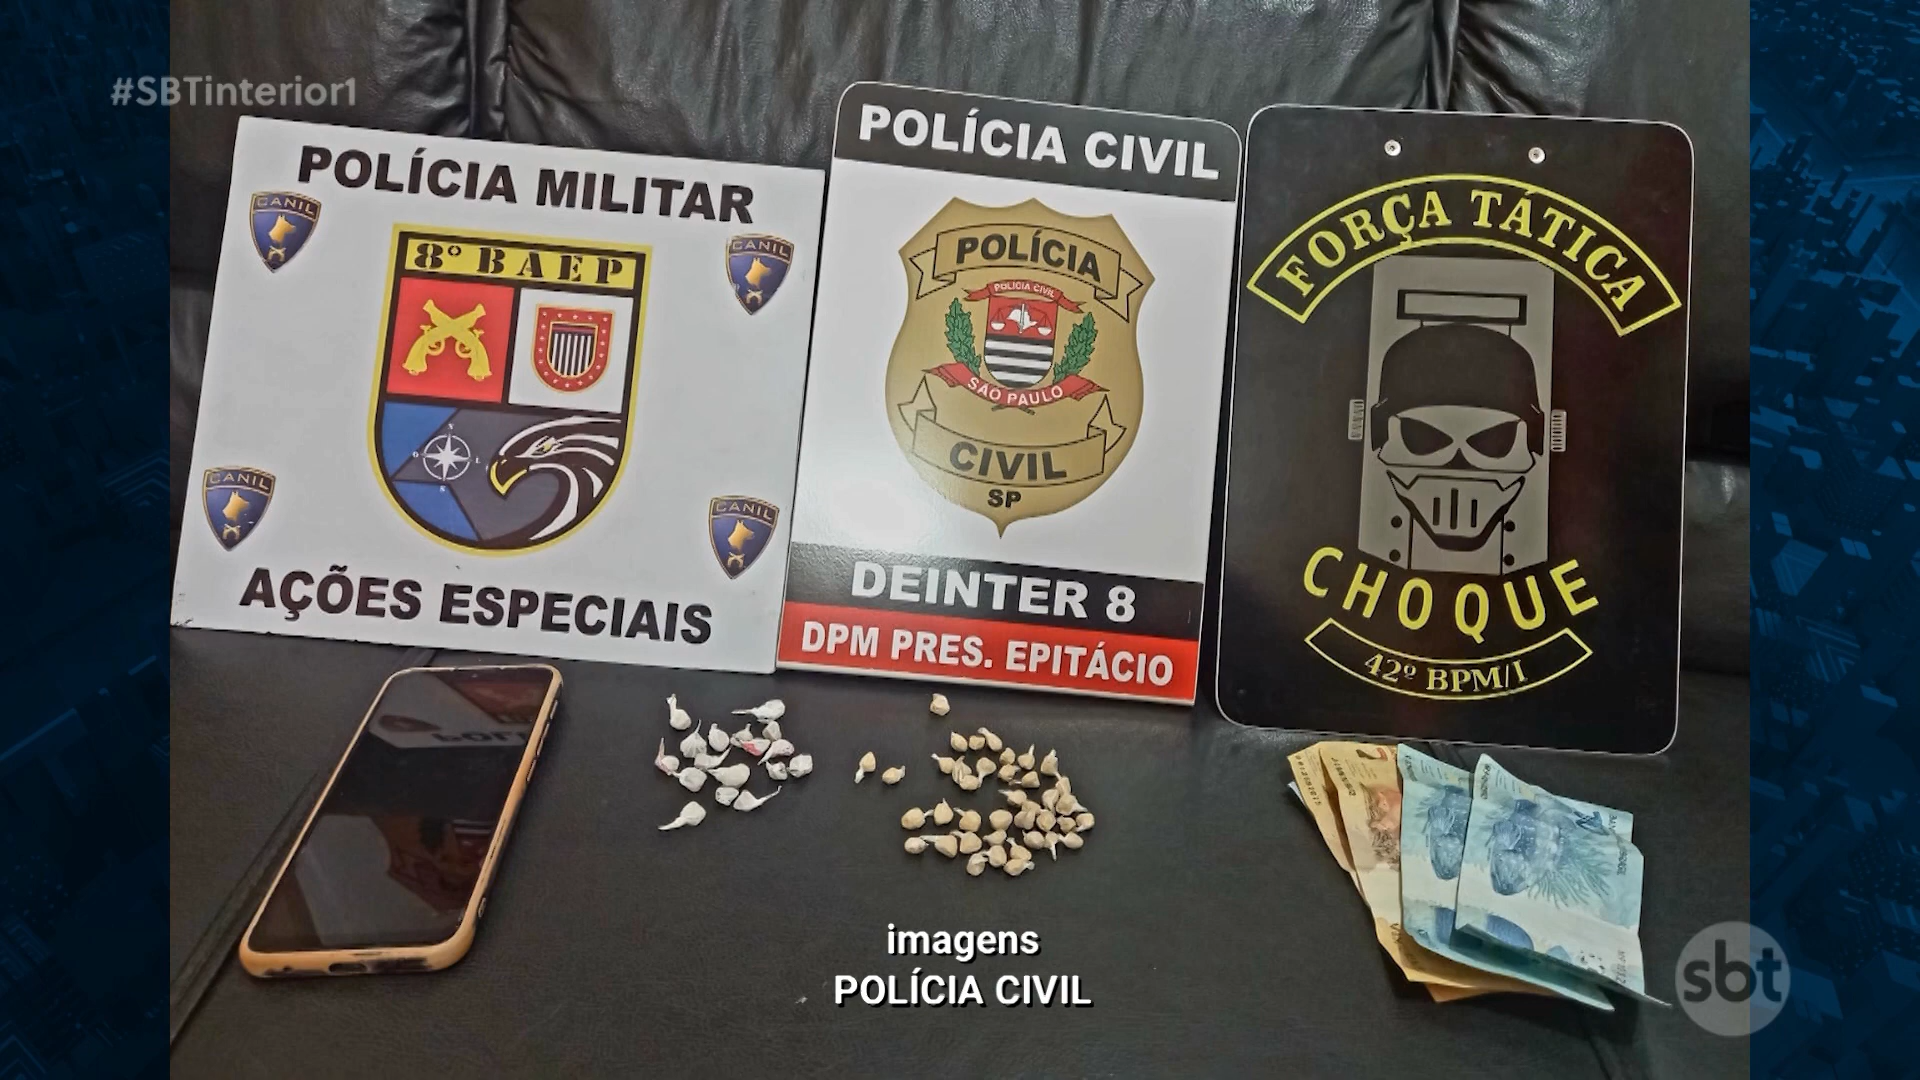 #SBTinterior1
POLÍCIA MILITAR
CANIL
CANIL
8º BAEP
CANIL
CANIL
AÇÕES ESPECIAIS
POLÍCIA CIVIL
POLÍCIA
POLÍCIA CIVIL
SÃO PAULO
CIVIL
SP
DEINTER 8
DPM PRES. EPITÁCIO
FORÇA TÁTICA
CHOQUE
42º BPM/I
imagens
POLÍCIA CIVIL
sbt